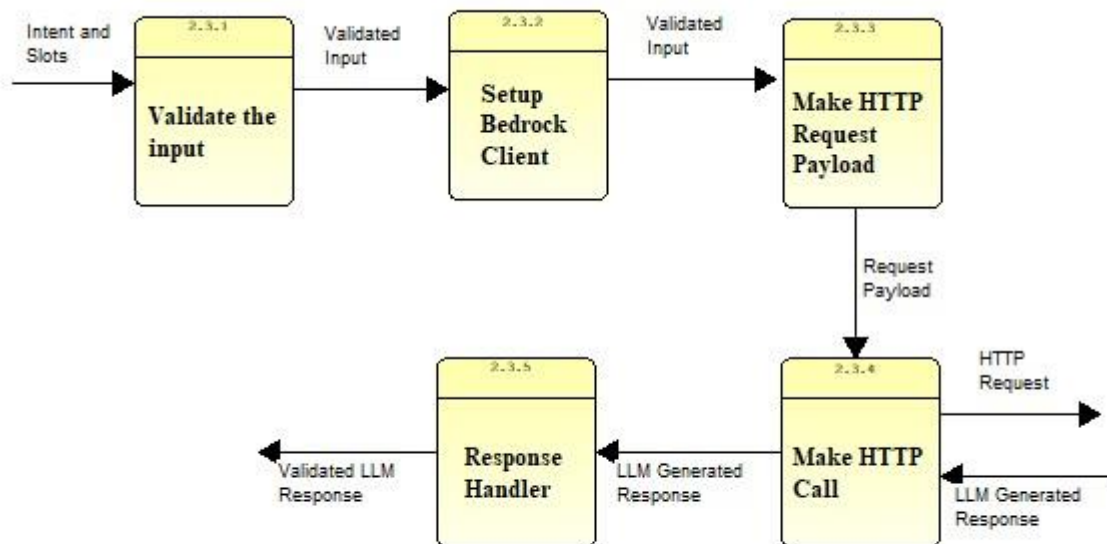 Intent and
Slots
2.3.1
Validate the
input
Validated
Input
2.3.2
Setup
Bedrock
Client
Validated
Input
2.3.3
Make HTTP
Request
Payload
Request
Payload
2.3.4
Make HTTP
Call
HTTP
Request
LLM Generated
Response
LLM Generated
Response
2.3.5
Response
Handler
Validated LLM
Response